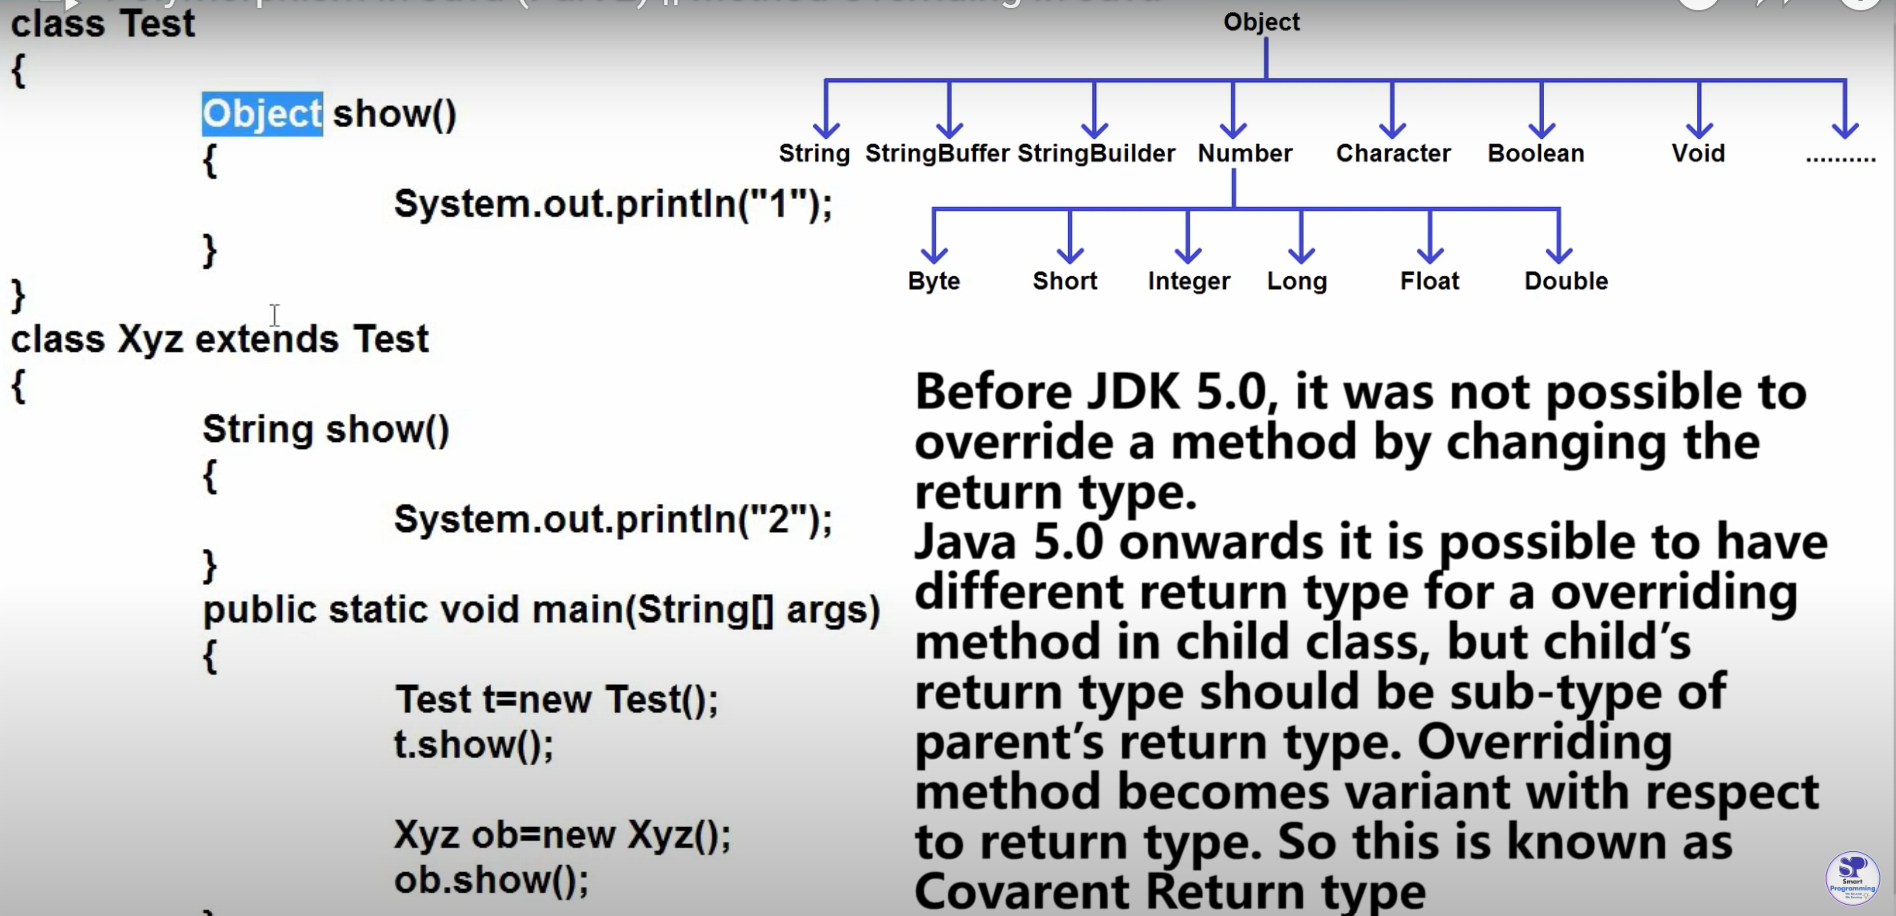 class Test
{
Object show()
{
System.out.println("1");
}
}
class Xyz extends Test
{
String show()
{
System.out.println("2");
}
public static void main(String[] args)
{
Test t=new Test();
t.show();
Xyz ob=new Xyz();
ob.show();
Object
String StringBuffer StringBuilder Number Character Boolean Void ..........
Byte Short Integer Long Float Double
Before JDK 5.0, it was not possible to
override a method by changing the
return type.
Java 5.0 onwards it is possible to have
different return type for a overriding
method in child class, but child’s
return type should be sub-type of
parent’s return type. Overriding
method becomes variant with respect
to return type. So this is known as
Covarent Return type
SP
Smart
Programming